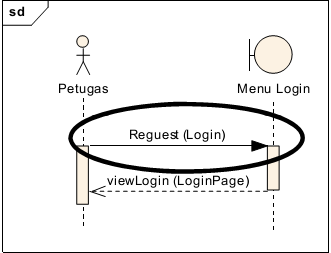 sd
Petugas
Menu Login
Reguest (Login)
viewLogin (LoginPage)